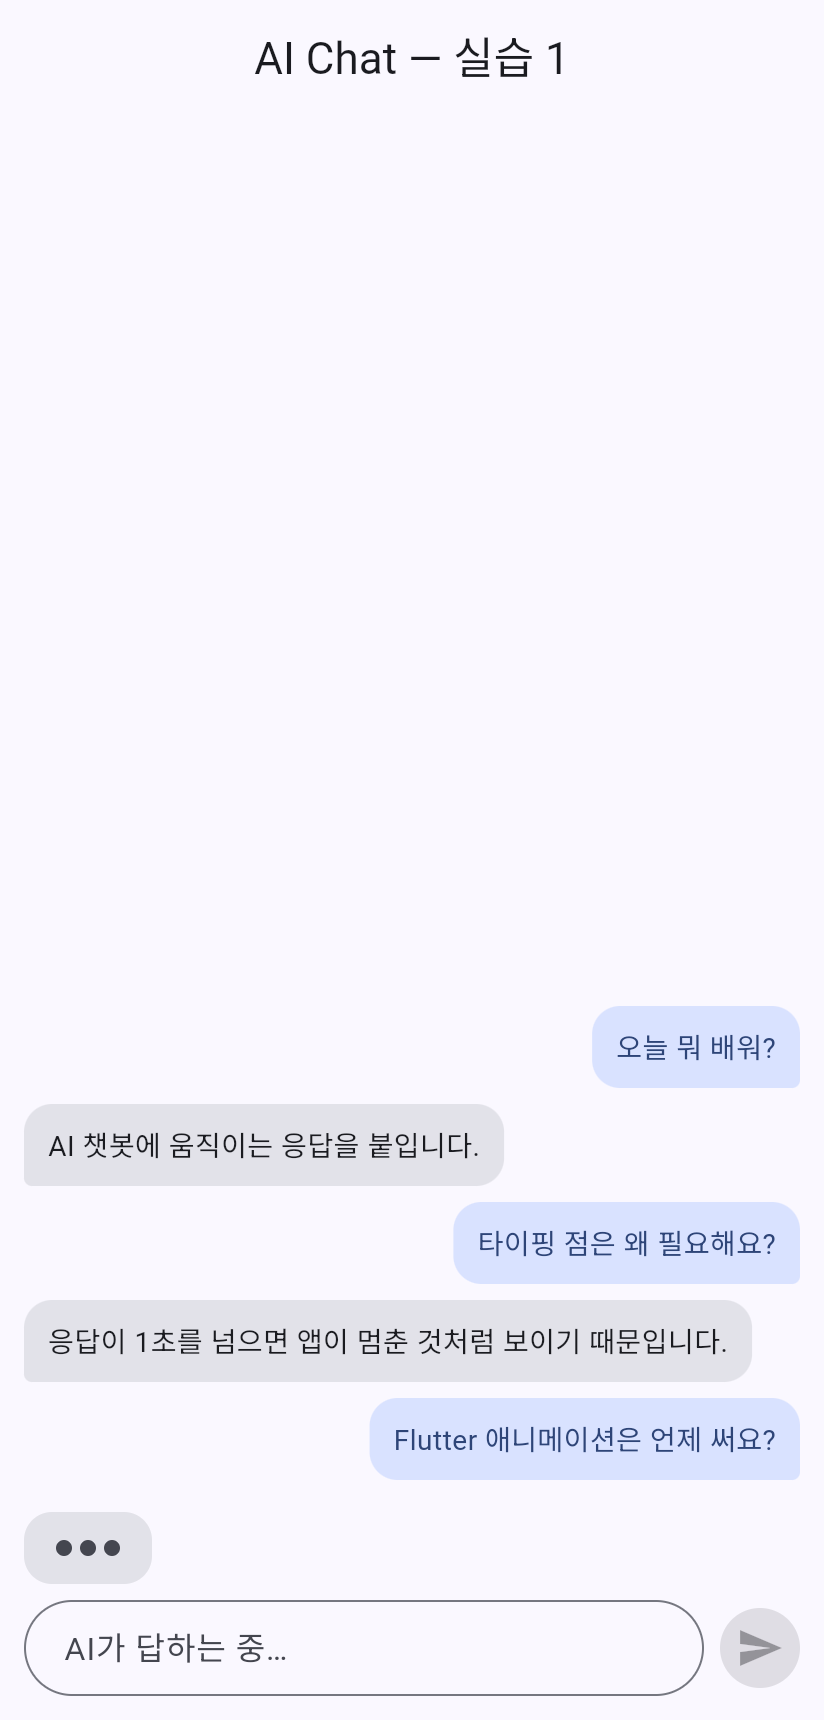 AI Chat — 실습 1
오늘 뭐 배워?
AI 챗봇에 움직이는 응답을 붙입니다.
타이핑 점은 왜 필요해요?
응답이 1초를 넘으면 앱이 멈춘 것처럼 보이기 때문입니다.
Flutter 애니메이션은 언제 써요?
AI가 답하는 중…